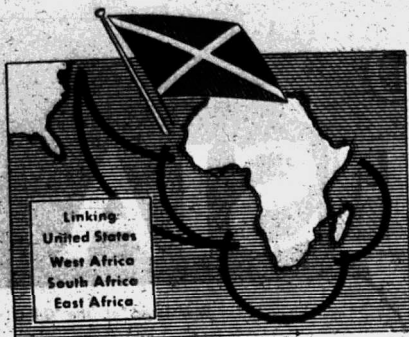 Linking:
United States
West Africa
South Africa
East Africa